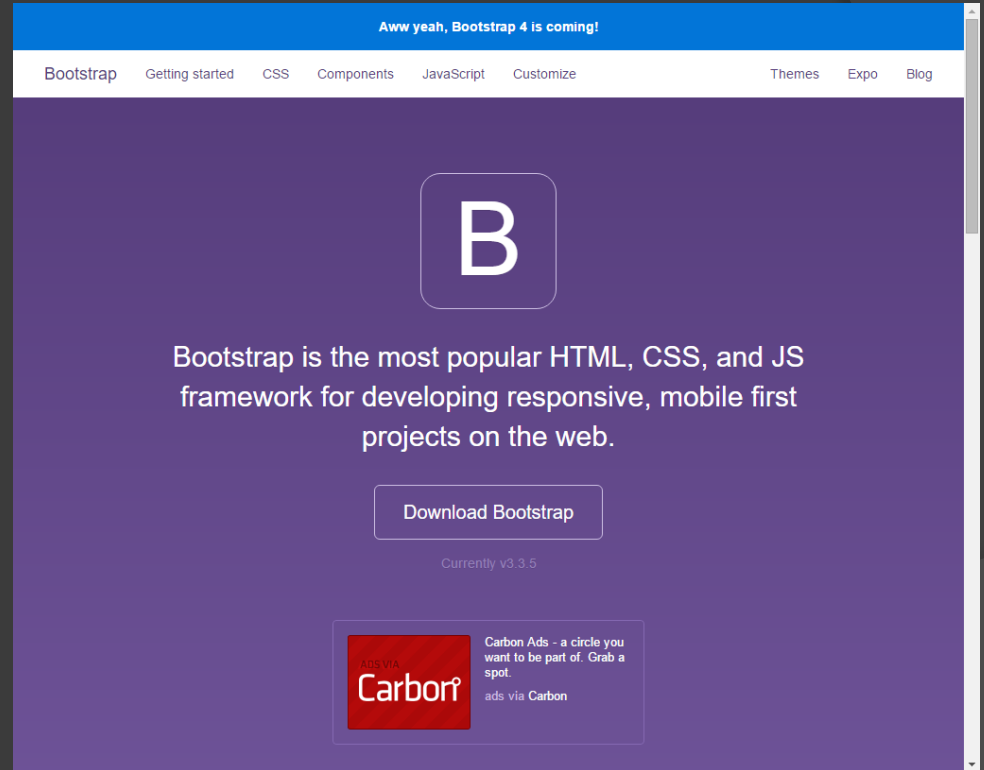 Aww yeah, Bootstrap 4 is coming!
Bootstrap Getting started CSS Components JavaScript Customize Themes Expo Blog
B
Bootstrap is the most popular HTML, CSS, and JS
framework for developing responsive, mobile first
projects on the web.
Download Bootstrap
Currently v3.3.5
ADS VIA
Carbon
Carbon Ads - a circle you
want to be part of. Grab a
spot.
ads via Carbon